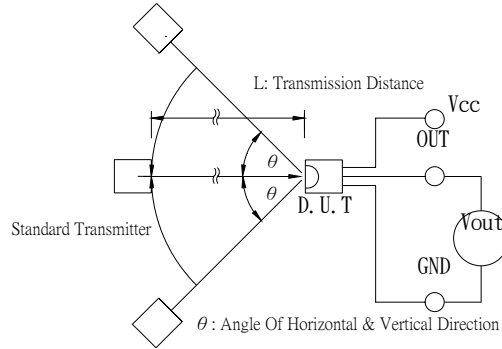 L: Transmission Distance
Vcc
OUT
θ
θ
D.U.T
Standard Transmitter
Vout
GND
θ: Angle Of Horizontal & Vertical Direction